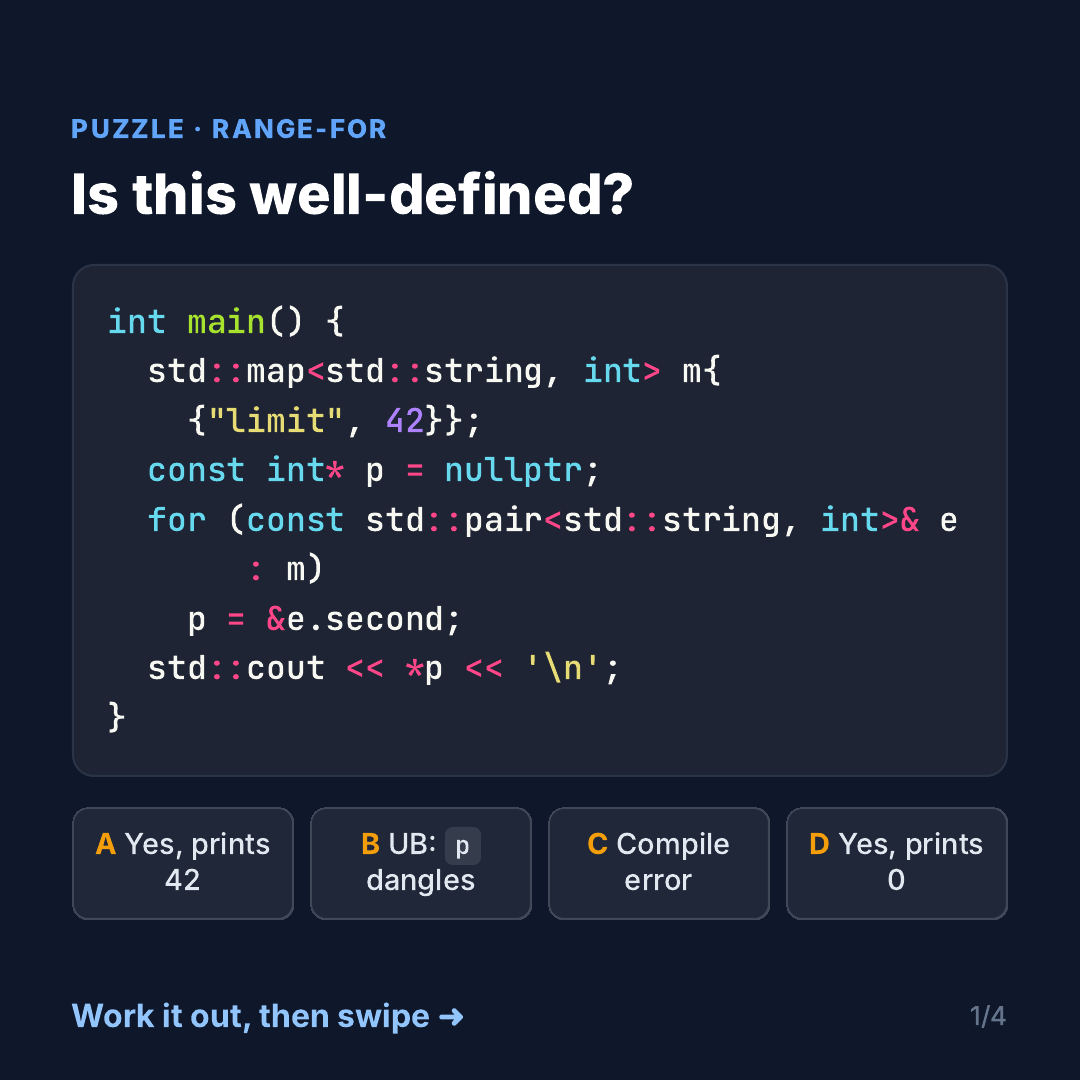 PUZZLE · RANGE-FOR
Is this well-defined?
int main() {
  std::map<std::string, int> m{
    {"limit", 42}};
  const int* p = nullptr;
  for (const std::pair<std::string, int>& e
       : m)
    p = &e.second;
  std::cout << *p << '\n';
}
A Yes, prints
42
B UB: p
dangles
C Compile
error
D Yes, prints
0
Work it out, then swipe ➜
1/4